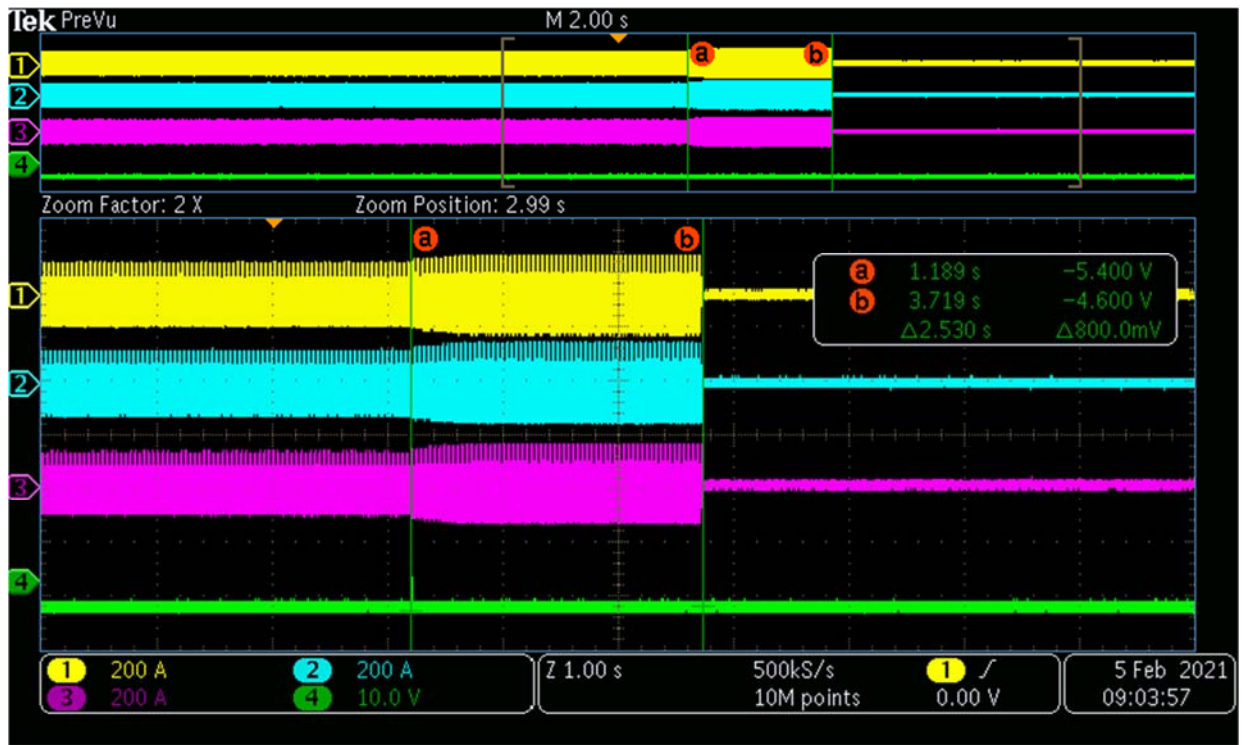 Tek PreVu M 2.00 s
a b
1
2
3
4
Zoom Factor: 2 X Zoom Position: 2.99 s
a b
a 1.189 s -5.400 V
b 3.719 s -4.600 V
Δ2.530 s Δ800.0mV
1
2
3
4
1 200 A 2 200 A Z 1.00 s 500kS/s 1 ∫ 5 Feb 2021
3 200 A 4 10.0 V 10M points 0.00 V 09:03:57